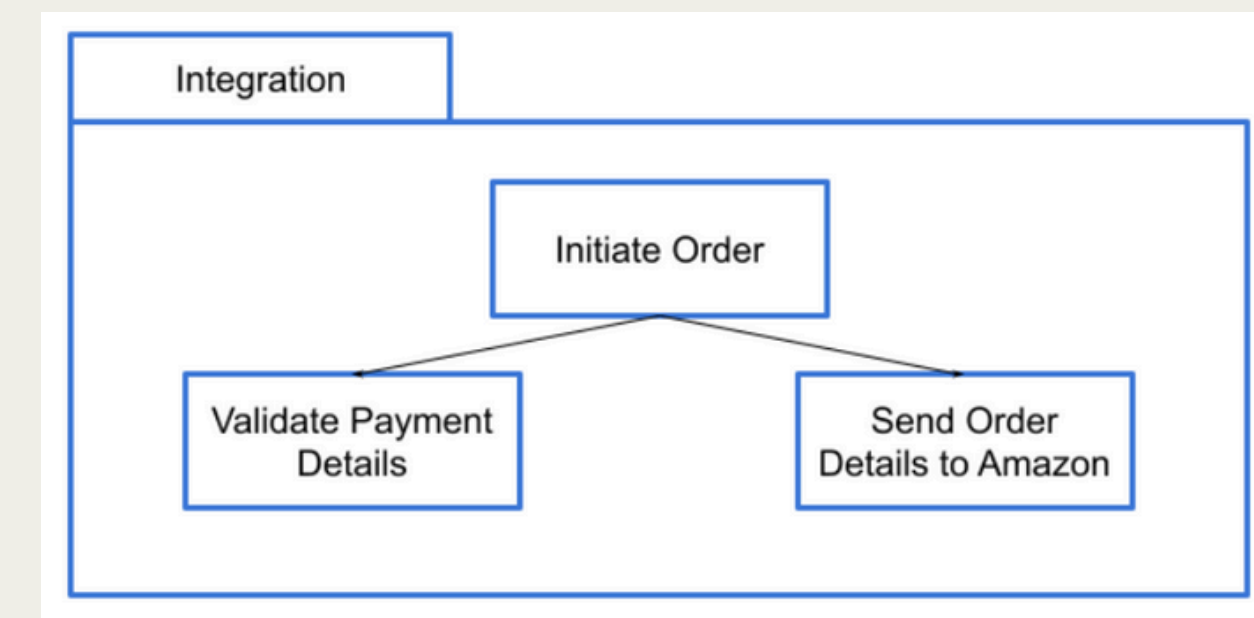 Integration
Initiate Order
Validate Payment
Details
Send Order
Details to Amazon